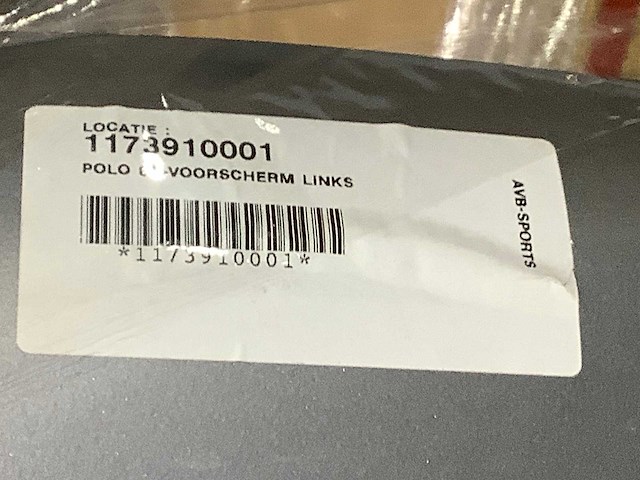 LOCATIE :
1173910001
POLO VOORSCHERM LINKS
*1173910001*
AVB-SPORTS